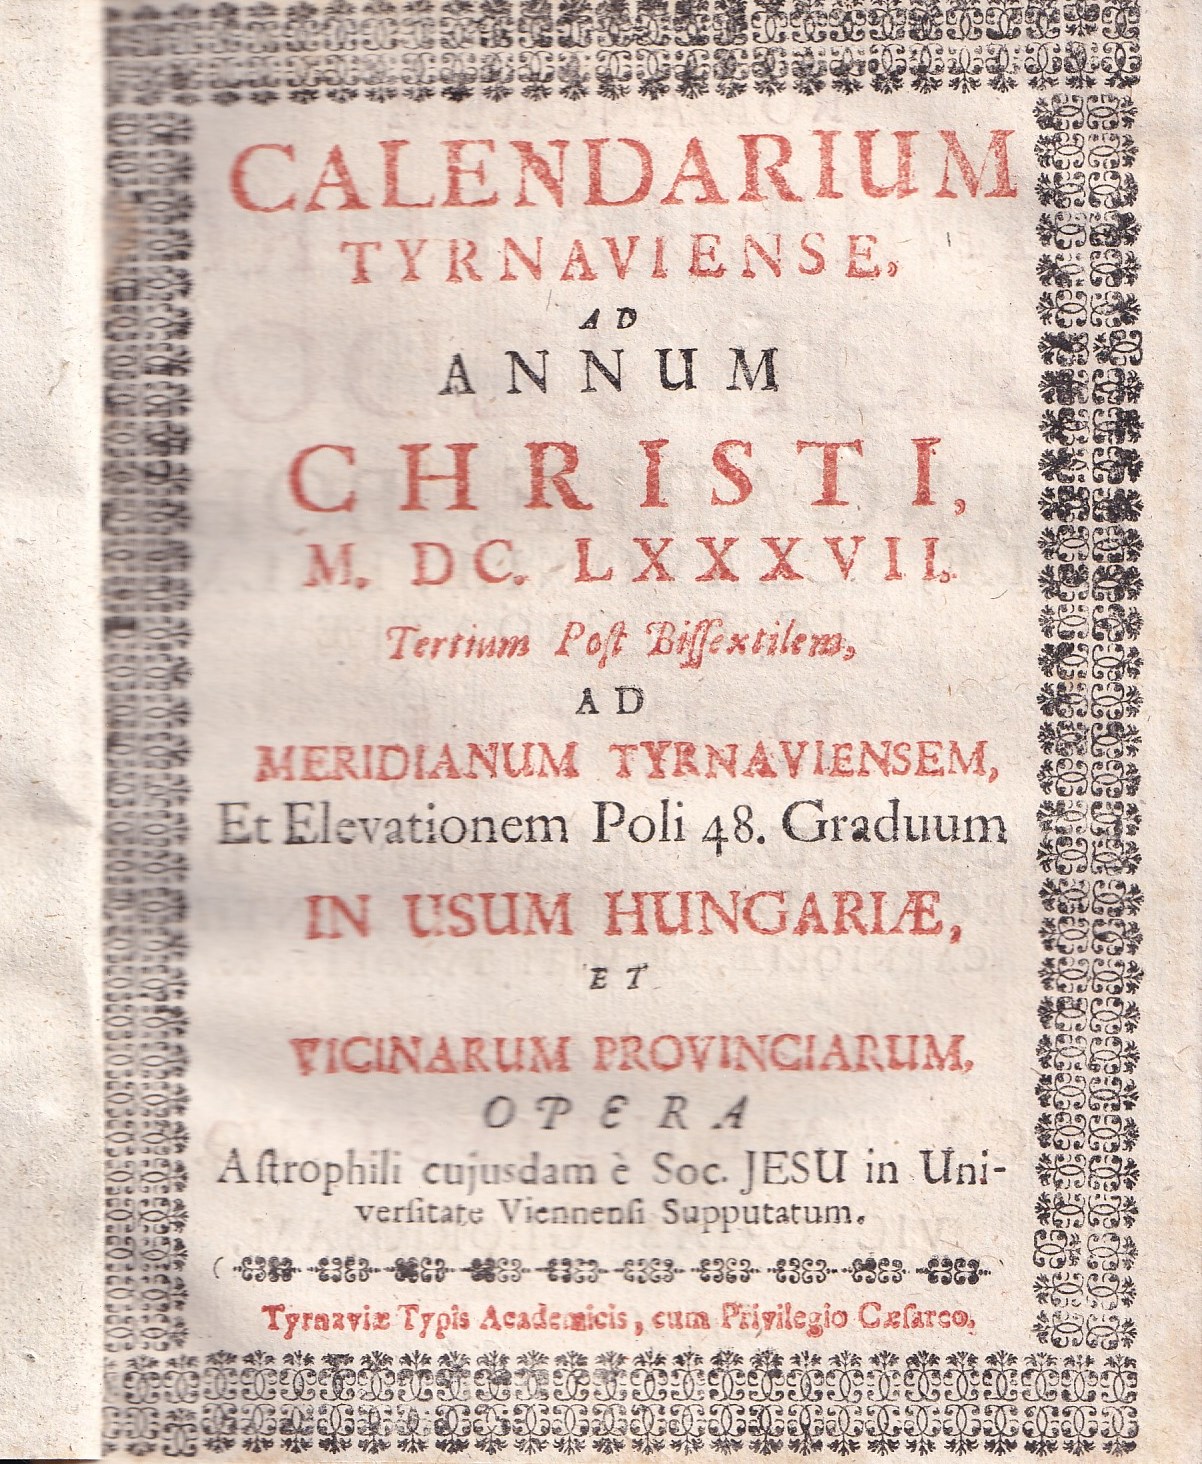 CALENDARIUM
TYRNAVIENSE,
AD
ANNUM
CHRISTI,
M. DC. LXXXVII.
Tertium Poſt Biſſextilem,
AD
MERIDIANUM TYRNAVIENSEM,
Et Elevationem Poli 48. Graduum
IN USUM HUNGARIÆ,
ET
VICINARUM PROVINCIARUM,
OPERA
Aſtrophili cujusdam è Soc. JESU in Uni-
verſitate Viennenſi Supputatum.
Tyrnaviæ Typis Academicis, cum Privilegio Cæſareo.